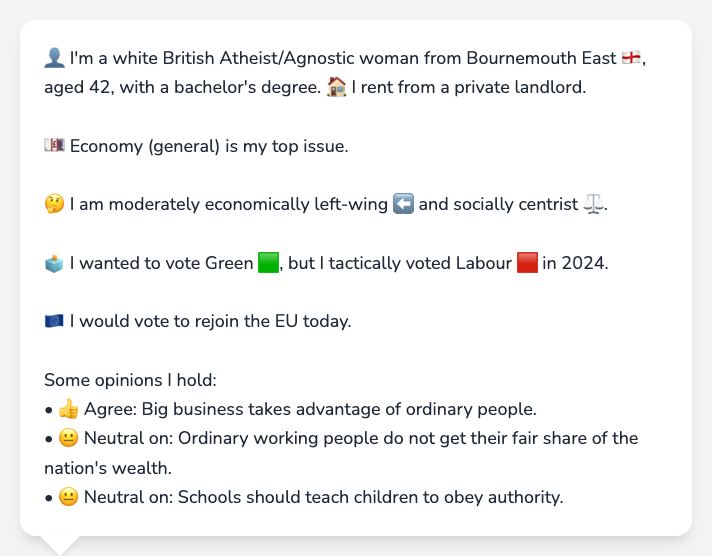 👤 I'm a white British Atheist/Agnostic woman from Bournemouth East 🏴󠁧󠁢󠁥󠁮󠁧󠁿,
aged 42, with a bachelor's degree. 🏠 I rent from a private landlord.
💷 Economy (general) is my top issue.
🤔 I am moderately economically left-wing ⬅️ and socially centrist ⚖️.
🗳️ I wanted to vote Green 🟩, but I tactically voted Labour 🟥 in 2024.
🇪🇺 I would vote to rejoin the EU today.
Some opinions I hold:
• 👍 Agree: Big business takes advantage of ordinary people.
• 😐 Neutral on: Ordinary working people do not get their fair share of the
nation's wealth.
• 😐 Neutral on: Schools should teach children to obey authority.